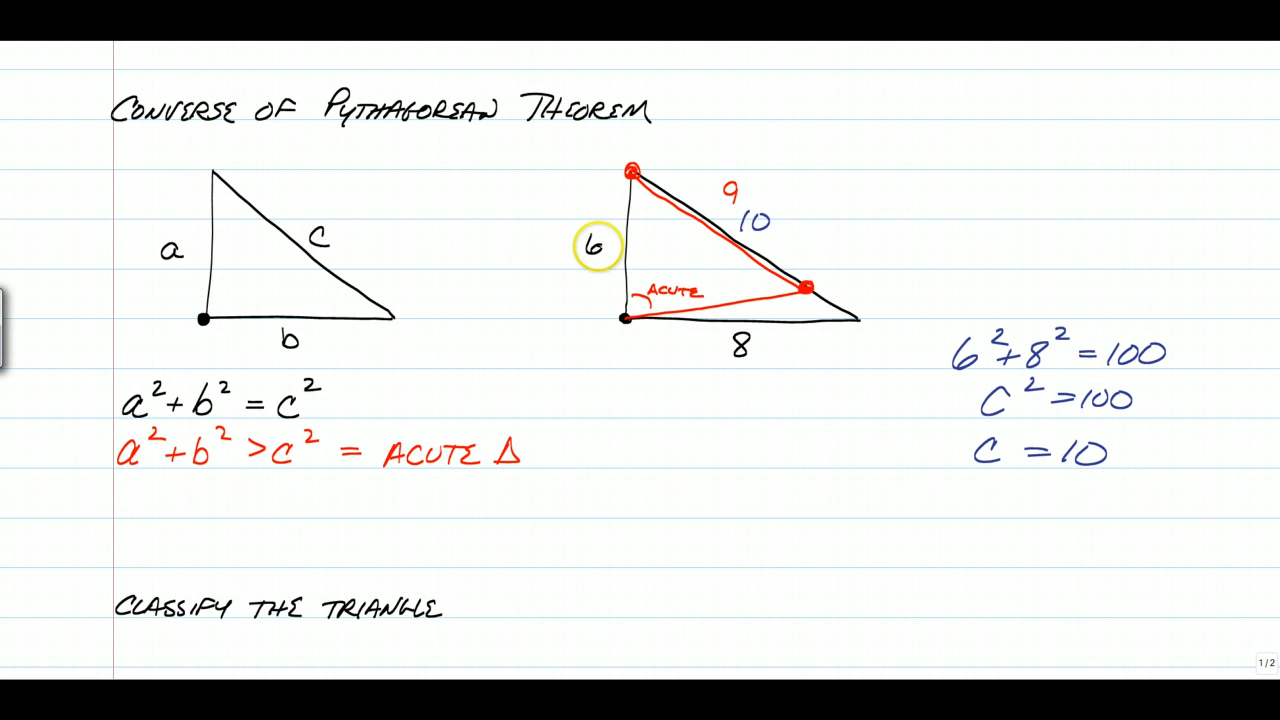 CONVERSE OF PYTHAGOREAN THEOREM
a
c
b
6
9
10
ACUTE
8
a² + b² = c²
a² + b² > c² = ACUTE Δ
6² + 8² = 100
c² = 100
c = 10
CLASSIFY THE TRIANGLE
1/2